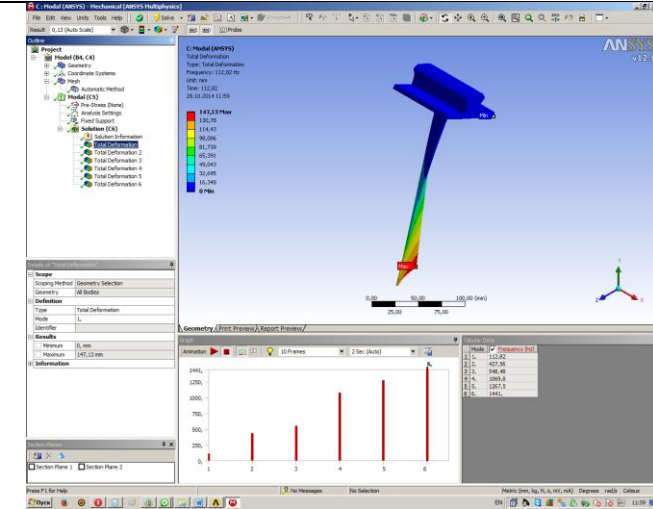 C : Modal (ANSYS) - Mechanical [ANSYS Multiphysics]
File Edit View Units Tools Help Solve Worksheet
Result 0,13 (Auto Scale) Probe
Outline
Project
Model (B4, C4)
Geometry
Coordinate Systems
Mesh
Automatic Method
Modal (C5)
Pre-Stress (None)
Analysis Settings
Fixed Support
Solution (C6)
Solution Information
Total Deformation
Total Deformation 2
Total Deformation 3
Total Deformation 4
Total Deformation 5
Total Deformation 6
C: Modal (ANSYS)
Total Deformation
Type: Total Deformation
Frequency: 112,82 Hz
Unit: mm
Time: 112,82
28.10.2014 11:59
147,13 Max
130,78
114,43
98,086
81,739
65,391
49,043
32,695
16,348
0 Min
ANSYS
Min
Max
0,00 50,00 100,00 (mm)
25,00 75,00
Y
Z X
Geometry Print Preview Report Preview
Details of "Total Deformation"
Scope
Scoping Method Geometry Selection
Geometry All Bodies
Definition
Type Total Deformation
Mode 1,
Identifier
Results
Minimum 0, mm
Maximum 147,13 mm
Information
Graph
Animation 10 Frames 2 Sec (Auto)
6,
1441,
1250,
1000,
750,
500,
250,
0,
1 2 3 4 5 6
Tabular Data
Mode Frequency [Hz]
1 1, 112,82
2 2, 427,56
3 3, 548,48
4 4, 1069,8
5 5, 1267,5
6 6, 1441,
Section Planes
Section Plane 1 Section Plane 2
Press F1 for Help No Messages No Selection Metric (mm, kg, N, s, mV, mA) Degrees rad/s Celsius
Пуск EN 11:59